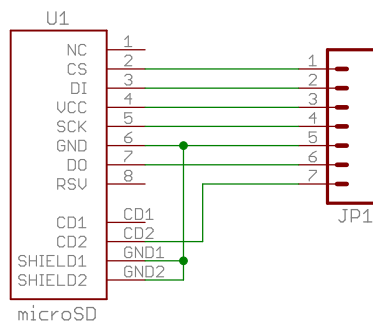 U1
NC 1
CS 2 1
DI 3 2
VCC 4 3
SCK 5 4
GND 6 5
DO 7 6
RSV 8 7
CD1 CD1
CD2 CD2
JP1
SHIELD1 GND1
SHIELD2 GND2
microSD